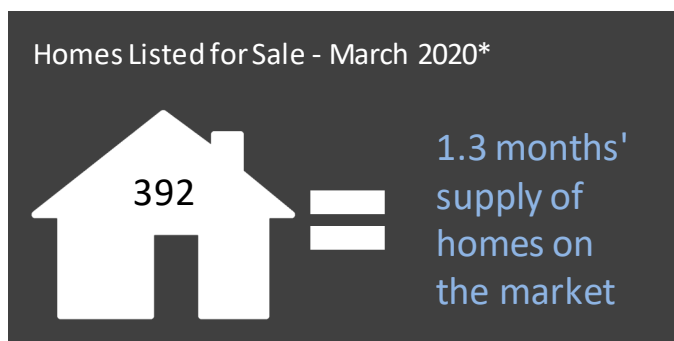 Homes Listed for Sale - March 2020*
392
1.3 months'
supply of
homes on
the market